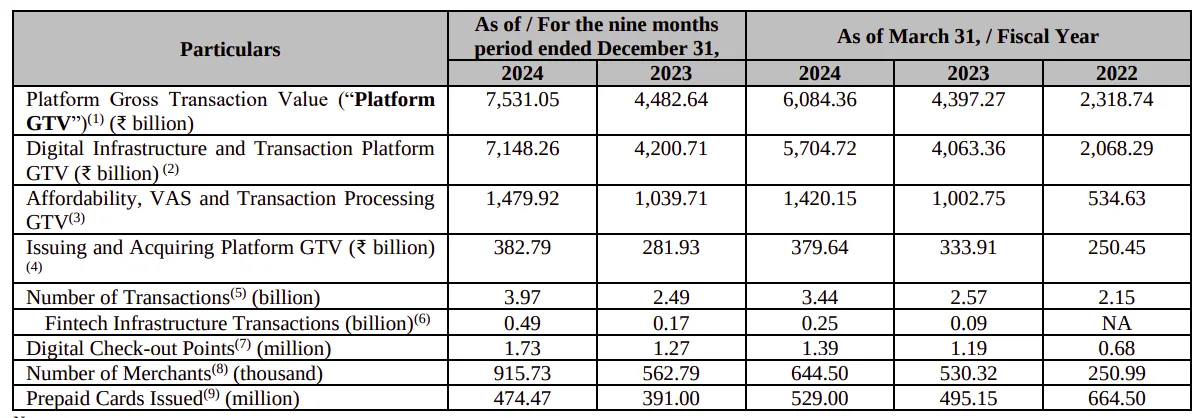 Particulars
As of / For the nine months
period ended December 31,
As of March 31, / Fiscal Year
2024 2023 2024 2023 2022
Platform Gross Transaction Value (“Platform
GTV”)(1) (₹ billion) 7,531.05 4,482.64 6,084.36 4,397.27 2,318.74
Digital Infrastructure and Transaction Platform
GTV (₹ billion) (2) 7,148.26 4,200.71 5,704.72 4,063.36 2,068.29
Affordability, VAS and Transaction Processing
GTV(3) 1,479.92 1,039.71 1,420.15 1,002.75 534.63
Issuing and Acquiring Platform GTV (₹ billion)
(4) 382.79 281.93 379.64 333.91 250.45
Number of Transactions(5) (billion) 3.97 2.49 3.44 2.57 2.15
Fintech Infrastructure Transactions (billion)(6) 0.49 0.17 0.25 0.09 NA
Digital Check-out Points(7) (million) 1.73 1.27 1.39 1.19 0.68
Number of Merchants(8) (thousand) 915.73 562.79 644.50 530.32 250.99
Prepaid Cards Issued(9) (million) 474.47 391.00 529.00 495.15 664.50